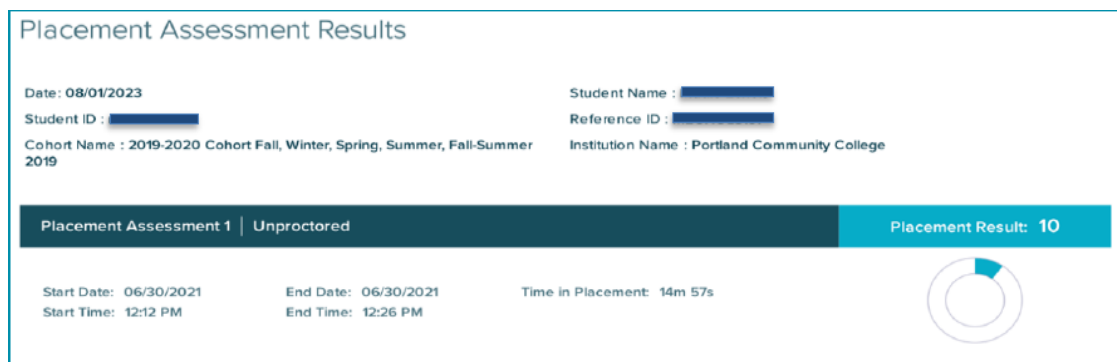 Placement Assessment Results
Date: 08/01/2023
Student Name :
Student ID :
Reference ID :
Cohort Name : 2019-2020 Cohort Fall, Winter, Spring, Summer, Fall-Summer
2019
Institution Name : Portland Community College
Placement Assessment 1 | Unproctored
Placement Result: 10
Start Date: 06/30/2021
End Date: 06/30/2021
Time in Placement: 14m 57s
Start Time: 12:12 PM
End Time: 12:26 PM